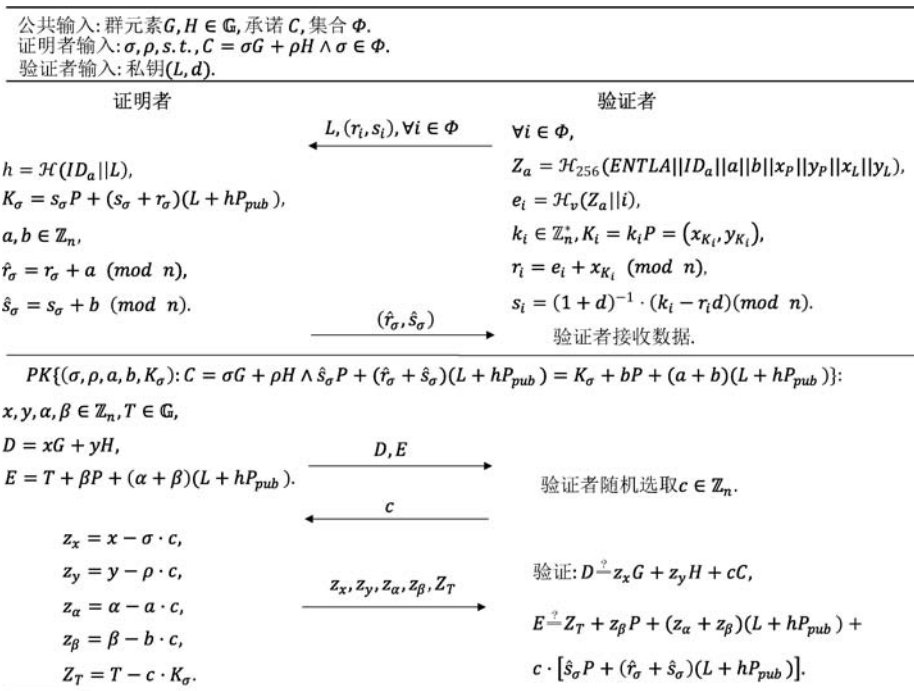 公共输入: 群元素G, H ∈ 𝔾, 承诺 C, 集合 Φ.
证明者输入: σ, ρ, s.t., C = σG + ρH ∧ σ ∈ Φ.
验证者输入: 私钥(L, d).
证明者
验证者
L, (r_i, s_i), ∀i ∈ Φ
∀i ∈ Φ,
h = ℋ(ID_a||L),
Z_a = ℋ_256(ENTLA||ID_a||a||b||x_P||y_P||x_L||y_L),
K_σ = s_σP + (s_σ + r_σ)(L + hP_pub),
e_i = ℋ_v(Z_a||i),
a, b ∈ ℤ_n,
k_i ∈ ℤ_n^*, K_i = k_iP = (x_{K_i}, y_{K_i}),
r̂_σ = r_σ + a (mod n),
r_i = e_i + x_{K_i} (mod n),
ŝ_σ = s_σ + b (mod n)
s_i = (1 + d)^{-1} · (k_i − r_id)(mod n).
(r̂_σ, ŝ_σ)
验证者接收数据.
PK{(σ, ρ, a, b, K_σ): C = σG + ρH ∧ ŝ_σP + (r̂_σ + ŝ_σ)(L + hP_pub) = K_σ + bP + (a + b)(L + hP_pub)}:
x, y, α, β ∈ ℤ_n, T ∈ 𝔾,
D = xG + yH,
D, E
E = T + βP + (α + β)(L + hP_pub).
验证者随机选取c ∈ ℤ_n.
c
z_x = x − σ · c,
z_y = y − ρ · c,
验证: D ≟ z_xG + z_yH + cC,
z_α = α − a · c,
z_x, z_y, z_α, z_β, Z_T
E ≟ Z_T + z_βP + (z_α + z_β)(L + hP_pub) +
z_β = β − b · c,
c · [ŝ_σP + (r̂_σ + ŝ_σ)(L + hP_pub)].
Z_T = T − c · K_σ.